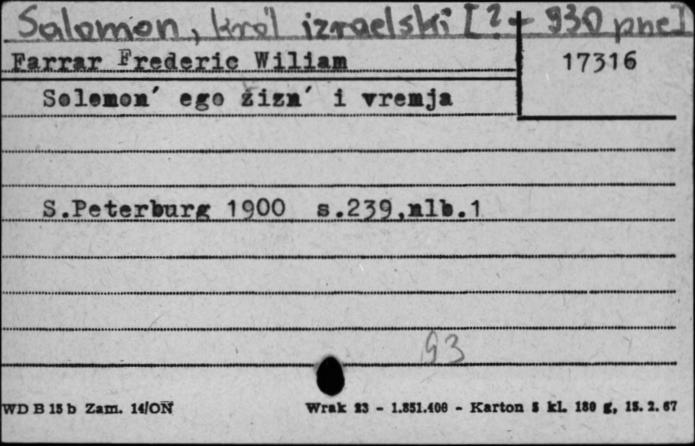 Salomon, król izraelski [? - 930 pne]
Farrar Frederic Wiliam
17316
Solomon´ ego žizn´ i vremja
S.Peterburg 1900 s.239,nlb.1
93
WD B 15 b Zam. 14/ON
Wrak 23 - 1.851.400 - Karton 5 kl. 180 g, 15. 2. 67